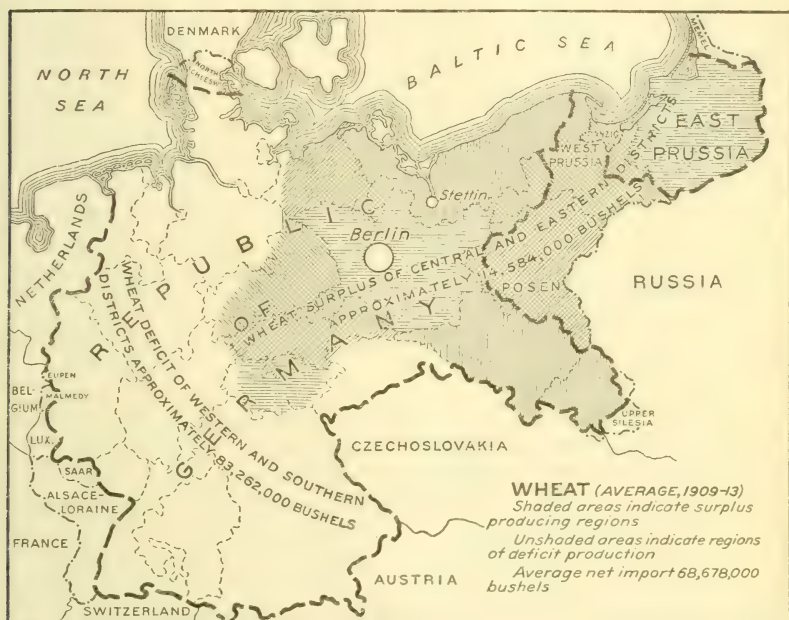 DENMARK
NORTH
SCHLESWIG
NORTH
SEA
BALTIC SEA
MEMEL
EAST
PRUSSIA
WEST
PRUSSIA
Stettin
Berlin
NETHERLANDS
REPUBLIC
OF
GERMANY
WHEAT SURPLUS OF CENTRAL AND EASTERN DISTRICTS
APPROXIMATELY 14,584,000 BUSHELS
POSEN
RUSSIA
WHEAT DEFICIT OF WESTERN AND SOUTHERN
DISTRICTS APPROXIMATELY 83,262,000 BUSHELS
BEL-
GIUM
EUPEN
MALMEDY
LUX.
SAAR
ALSACE-
LORAINE
FRANCE
SWITZERLAND
AUSTRIA
CZECHOSLOVAKIA
UPPER
SILESIA
WHEAT (AVERAGE, 1909-13)
Shaded areas indicate surplus
producing regions
Unshaded areas indicate regions
of deficit production
Average net import 68,678,000
bushels